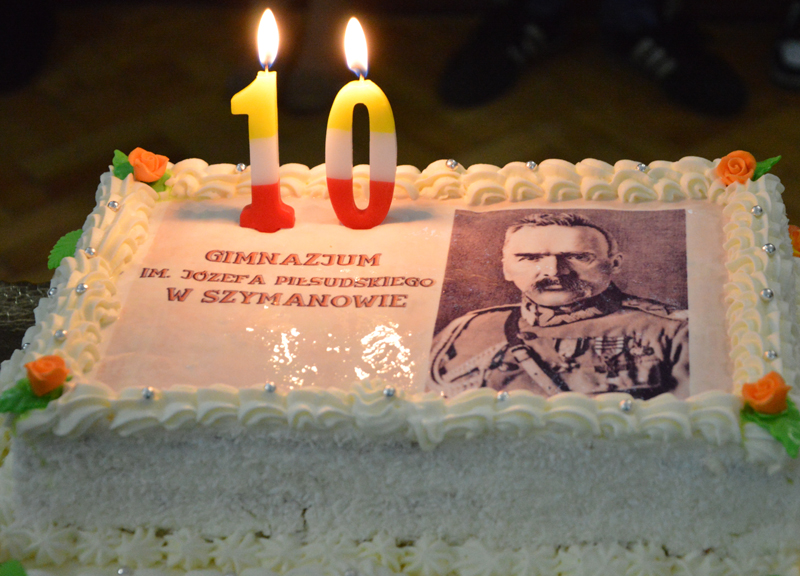 10
GIMNAZJUM
IM. JÓZEFA PIŁSUDSKIEGO
W SZYMANOWIE